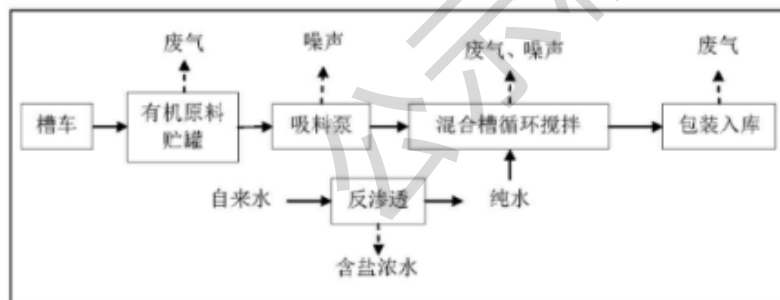 废气
噪声
废气、噪声
废气
槽车
有机原料
贮罐
吸料泵
混合槽循环搅拌
包装入库
自来水
反渗透
纯水
含盐浓水
公示